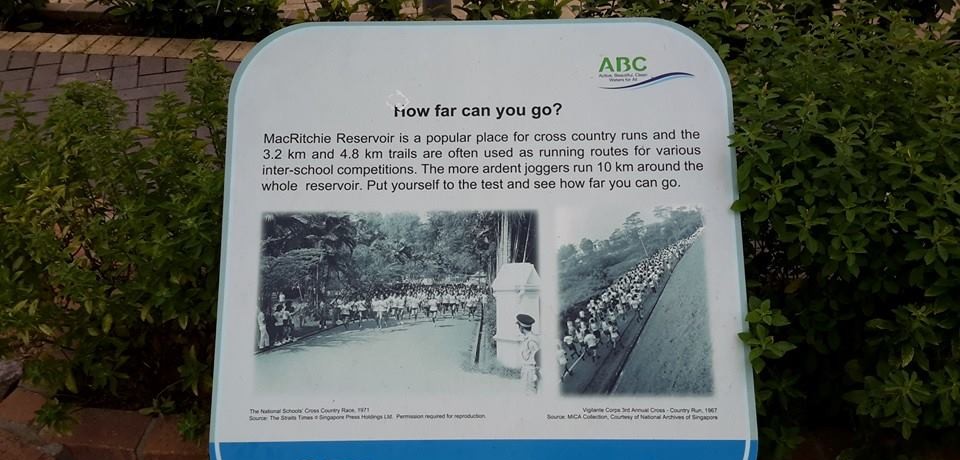 ABC
Active, Beautiful, Clean
Waters for All
How far can you go?
MacRitchie Reservoir is a popular place for cross country runs and the
3.2 km and 4.8 km trails are often used as running routes for various
inter-school competitions. The more ardent joggers run 10 km around the
whole reservoir. Put yourself to the test and see how far you can go.
The National Schools' Cross Country Race, 1971
Source: The Straits Times © Singapore Press Holdings Ltd. Permission required for reproduction.
Vigilante Corps 3rd Annual Cross - Country Run, 1967
Source: MICA Collection, Courtesy of National Archives of Singapore